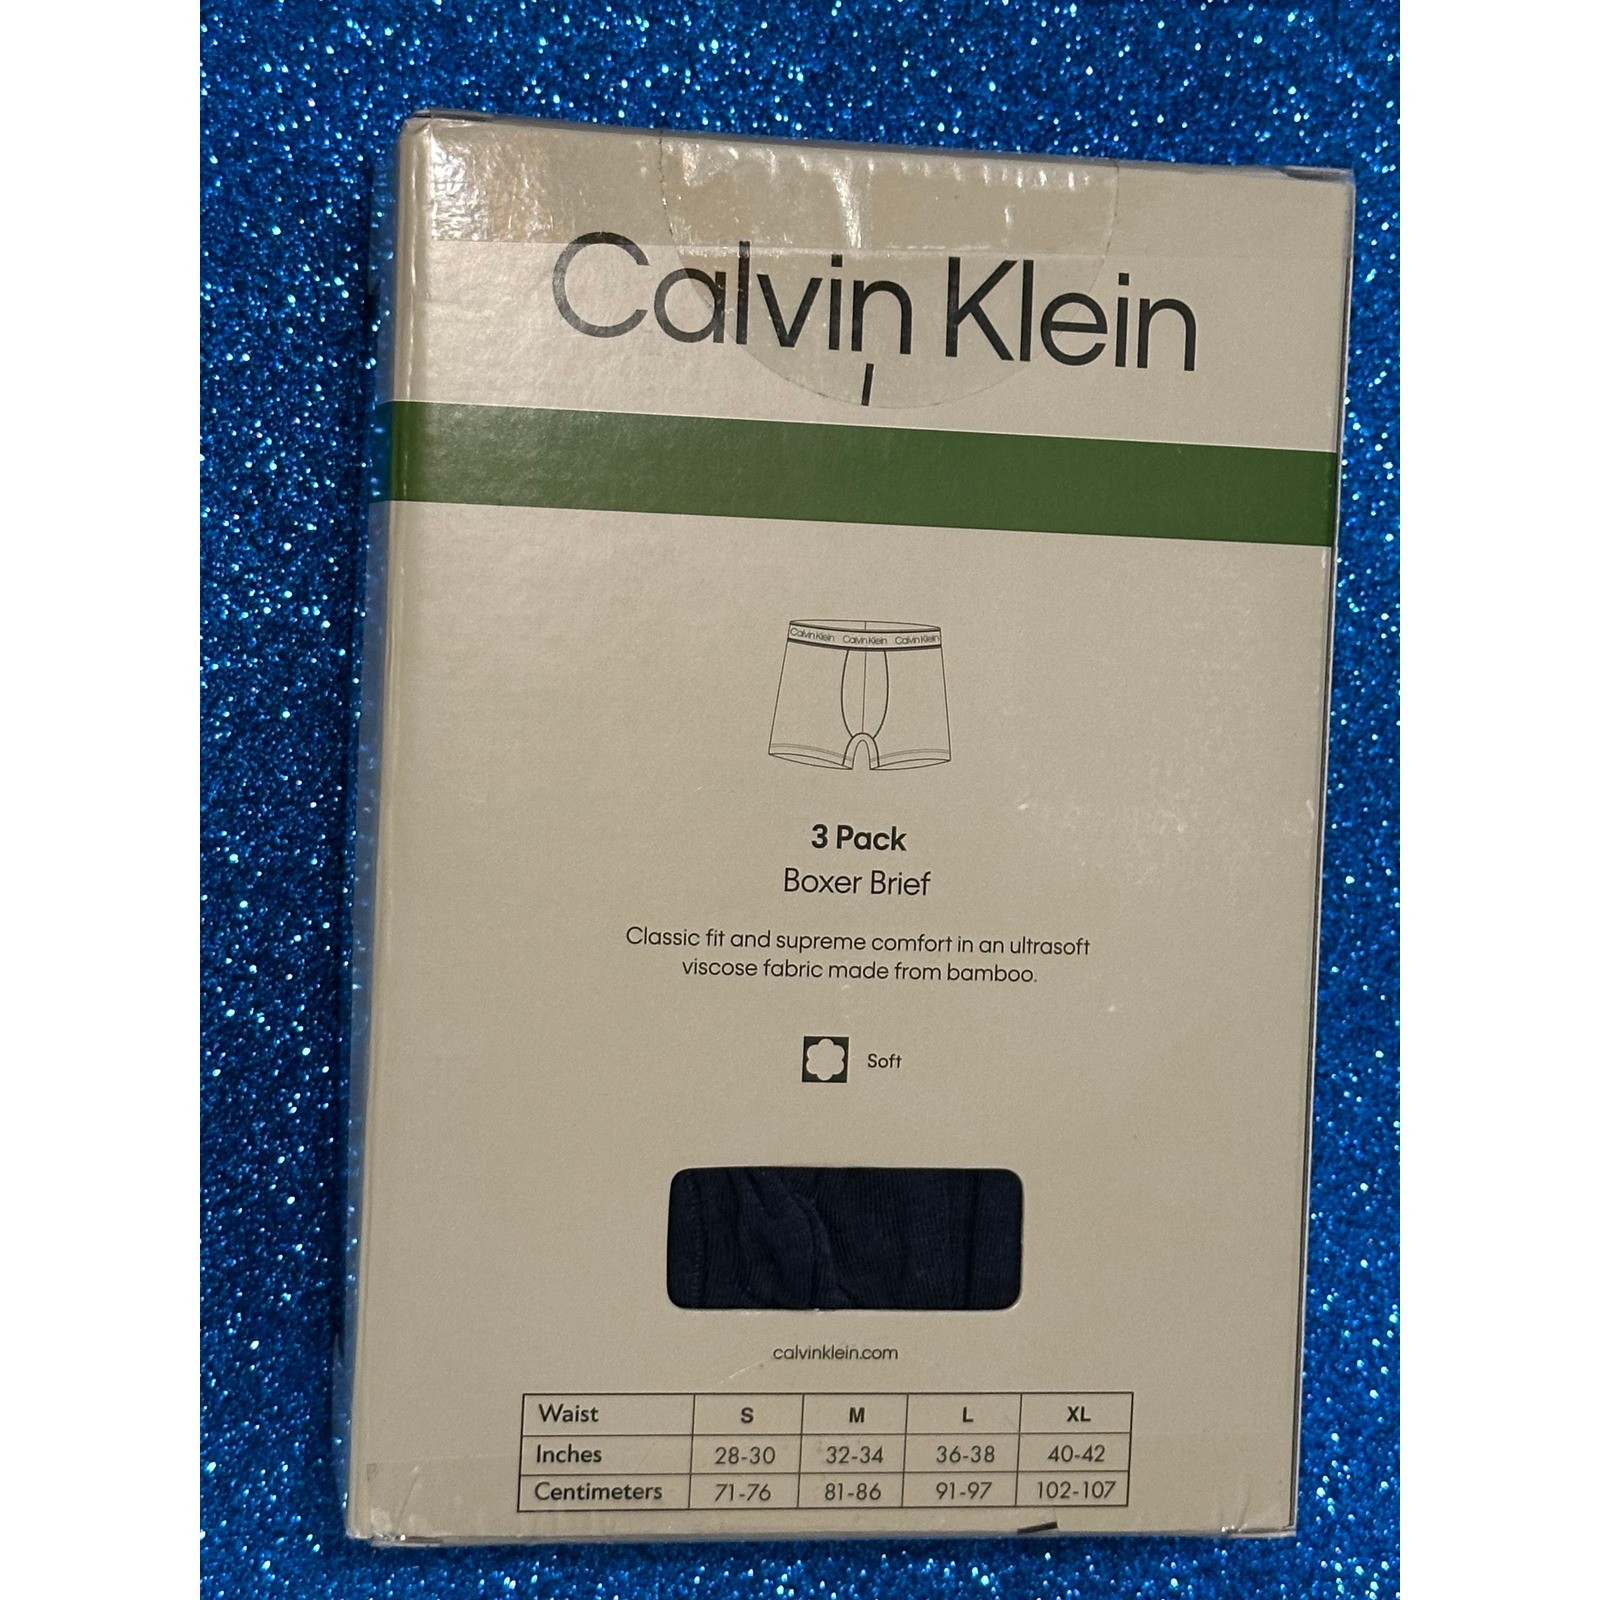 Calvin Klein
Calvin Klein Calvin Klein Calvin Klein
3 Pack
Boxer Brief
Classic fit and supreme comfort in an ultrasoft
viscose fabric made from bamboo.
Soft
calvinklein.com
Waist S M L XL
Inches 28-30 32-34 36-38 40-42
Centimeters 71-76 81-86 91-97 102-107